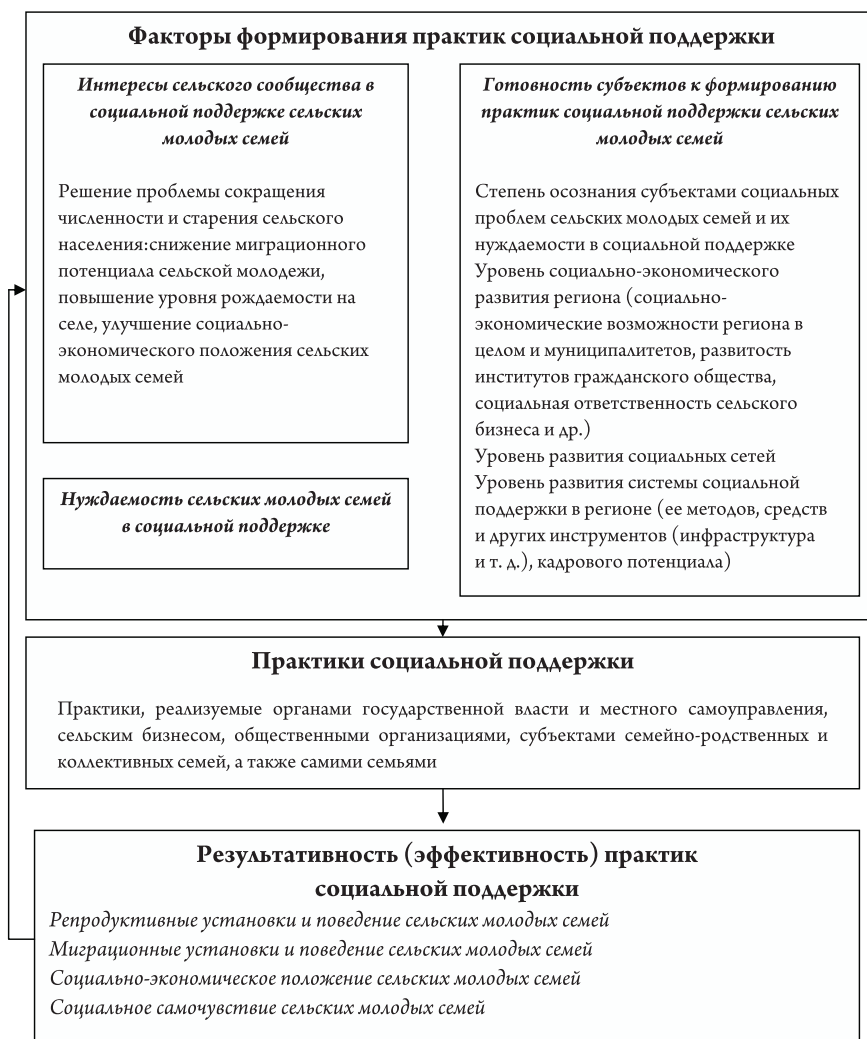 Факторы формирования практик социальной поддержки
Интересы сельского сообщества в
социальной поддержке сельских
молодых семей
Решение проблемы сокращения
численности и старения сельского
населения:снижение миграционного
потенциала сельской молодежи,
повышение уровня рождаемости на
селе, улучшение социально-
экономического положения сельских
молодых семей
Нуждаемость сельских молодых семей
в социальной поддержке
Готовность субъектов к формированию
практик социальной поддержки сельских
молодых семей
Степень осознания субъектами социальных
проблем сельских молодых семей и их
нуждаемости в социальной поддержке
Уровень социально-экономического
развития региона (социально-
экономические возможности региона в
целом и муниципалитетов, развитость
институтов гражданского общества,
социальная ответственность сельского
бизнеса и др.)
Уровень развития социальных сетей
Уровень развития системы социальной
поддержки в регионе (ее методов, средств
и других инструментов (инфраструктура
и т. д.), кадрового потенциала)
Практики социальной поддержки
Практики, реализуемые органами государственной власти и местного самоуправления,
сельским бизнесом, общественными организациями, субъектами семейно-родственных и
коллективных семей, а также самими семьями
Результативность (эффективность) практик
социальной поддержки
Репродуктивные установки и поведение сельских молодых семей
Миграционные установки и поведение сельских молодых семей
Социально-экономическое положение сельских молодых семей
Социальное самочувствие сельских молодых семей